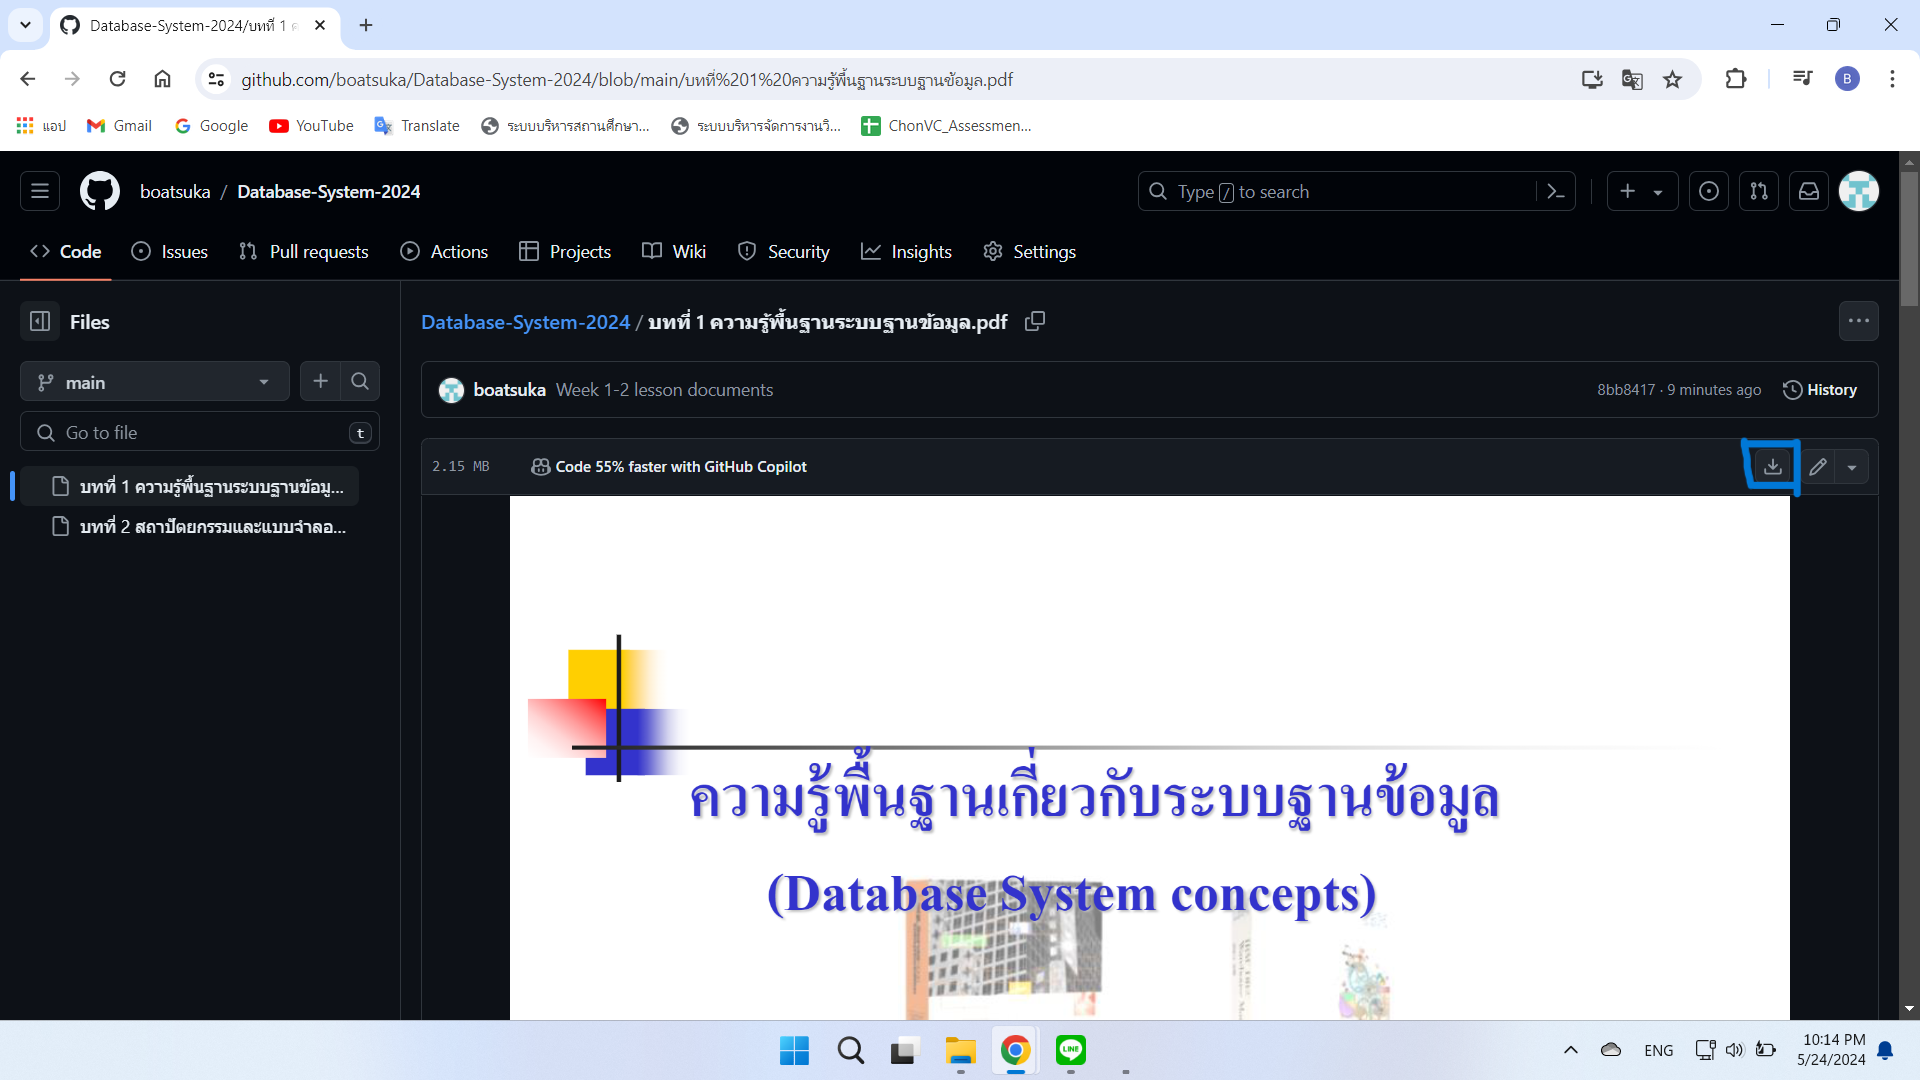 Database-System-2024/บทที่ 1 ค
github.com/boatsuka/Database-System-2024/blob/main/บทที่%201%20ความรู้พื้นฐานระบบฐานข้อมูล.pdf
B
แอป Gmail Google YouTube Translate ระบบบริหารสถานศึกษา... ระบบบริหารจัดการงานวิ... ChonVC_Assessmen...
boatsuka / Database-System-2024
Type / to search
Code Issues Pull requests Actions Projects Wiki Security Insights Settings
Files
Database-System-2024 / บทที่ 1 ความรู้พื้นฐานระบบฐานข้อมูล.pdf
main
boatsuka Week 1-2 lesson documents
8bb8417 · 9 minutes ago History
Go to file t
2.15 MB Code 55% faster with GitHub Copilot
บทที่ 1 ความรู้พื้นฐานระบบฐานข้อมู...
บทที่ 2 สถาปัตยกรรมและแบบจำลอ...
ความรู้พื้นฐานเกี่ยวกับระบบฐานข้อมูล
(Database System concepts)
LINE
ENG
10:14 PM
5/24/2024